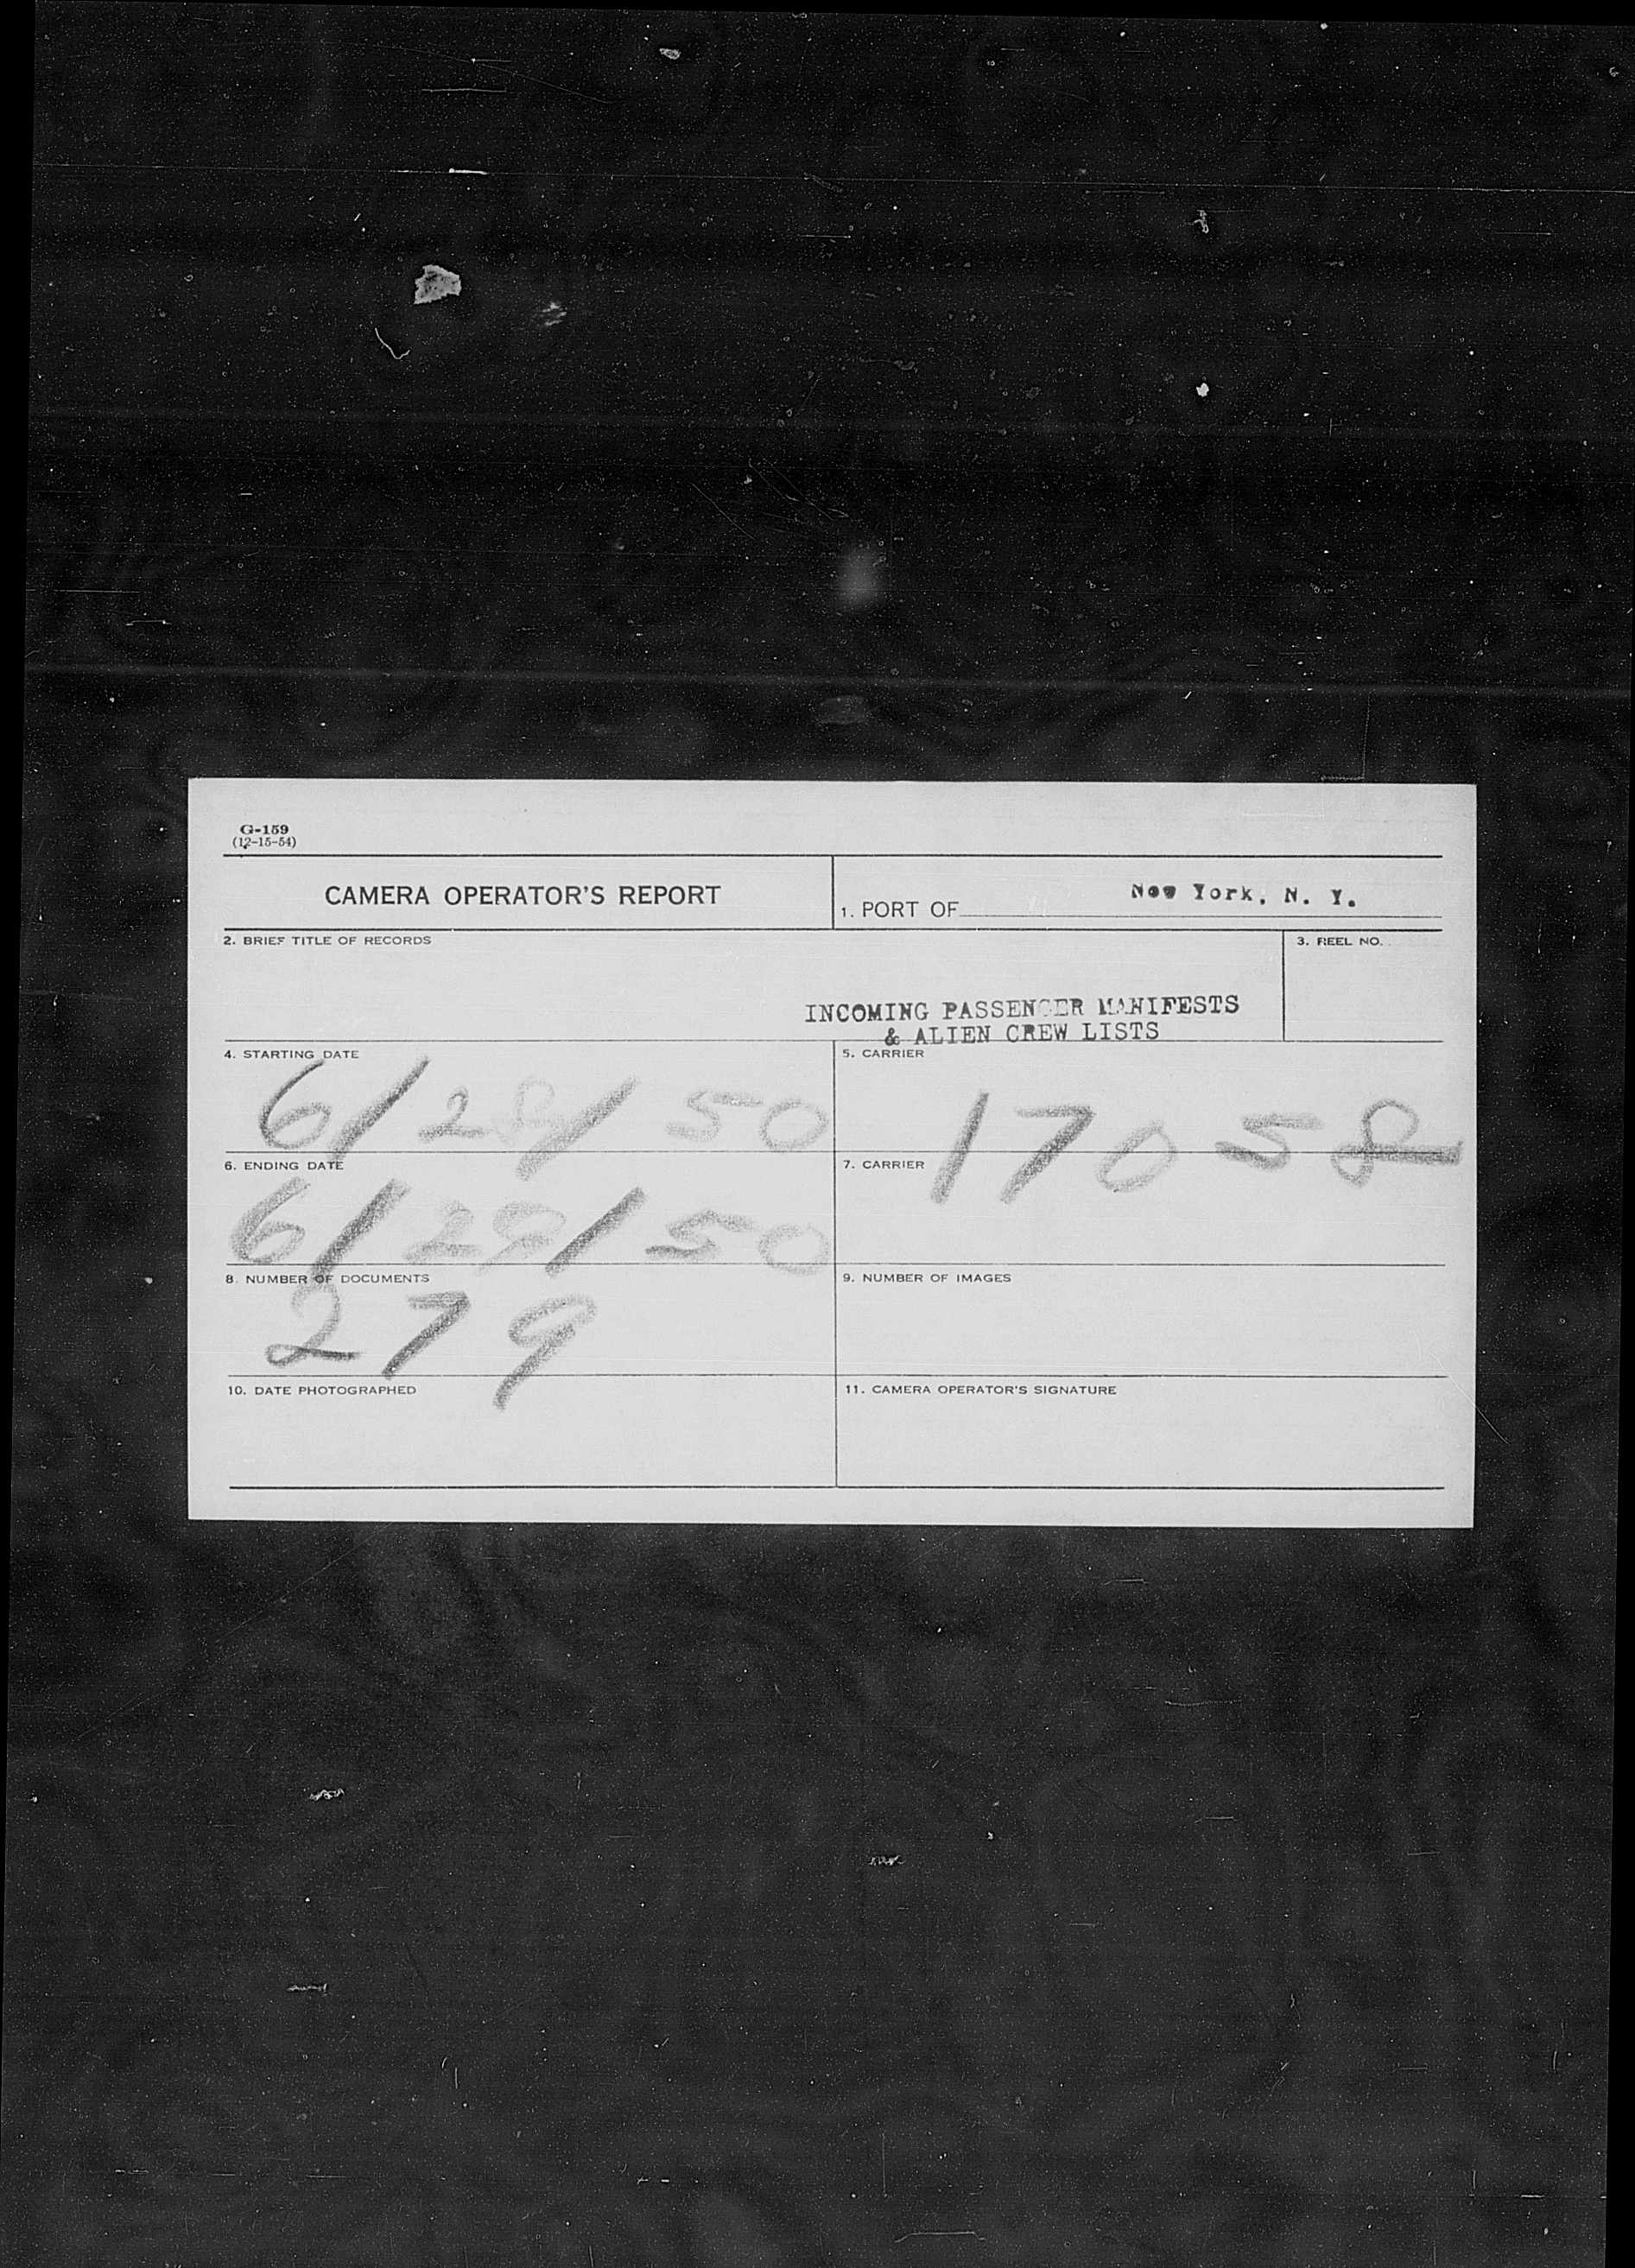 G-159
(12-15-54)
CAMERA OPERATOR'S REPORT
1. PORT OF New York, N. Y.
2. BRIEF TITLE OF RECORDS
3. REEL NO.
INCOMING PASSENGER MANIFESTS
& ALIEN CREW LISTS
4. STARTING DATE
6/28/50
5. CARRIER
17058
6. ENDING DATE
6/29/50
7. CARRIER
8. NUMBER OF DOCUMENTS
279
9. NUMBER OF IMAGES
10. DATE PHOTOGRAPHED
11. CAMERA OPERATOR'S SIGNATURE